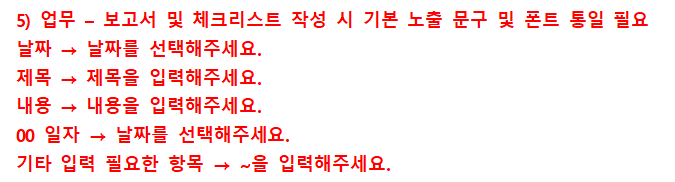 5) 업무 – 보고서 및 체크리스트 작성 시 기본 노출 문구 및 폰트 통일 필요
날짜 → 날짜를 선택해주세요.
제목 → 제목을 입력해주세요.
내용 → 내용을 입력해주세요.
00 일자 → 날짜를 선택해주세요.
기타 입력 필요한 항목 → ~을 입력해주세요.